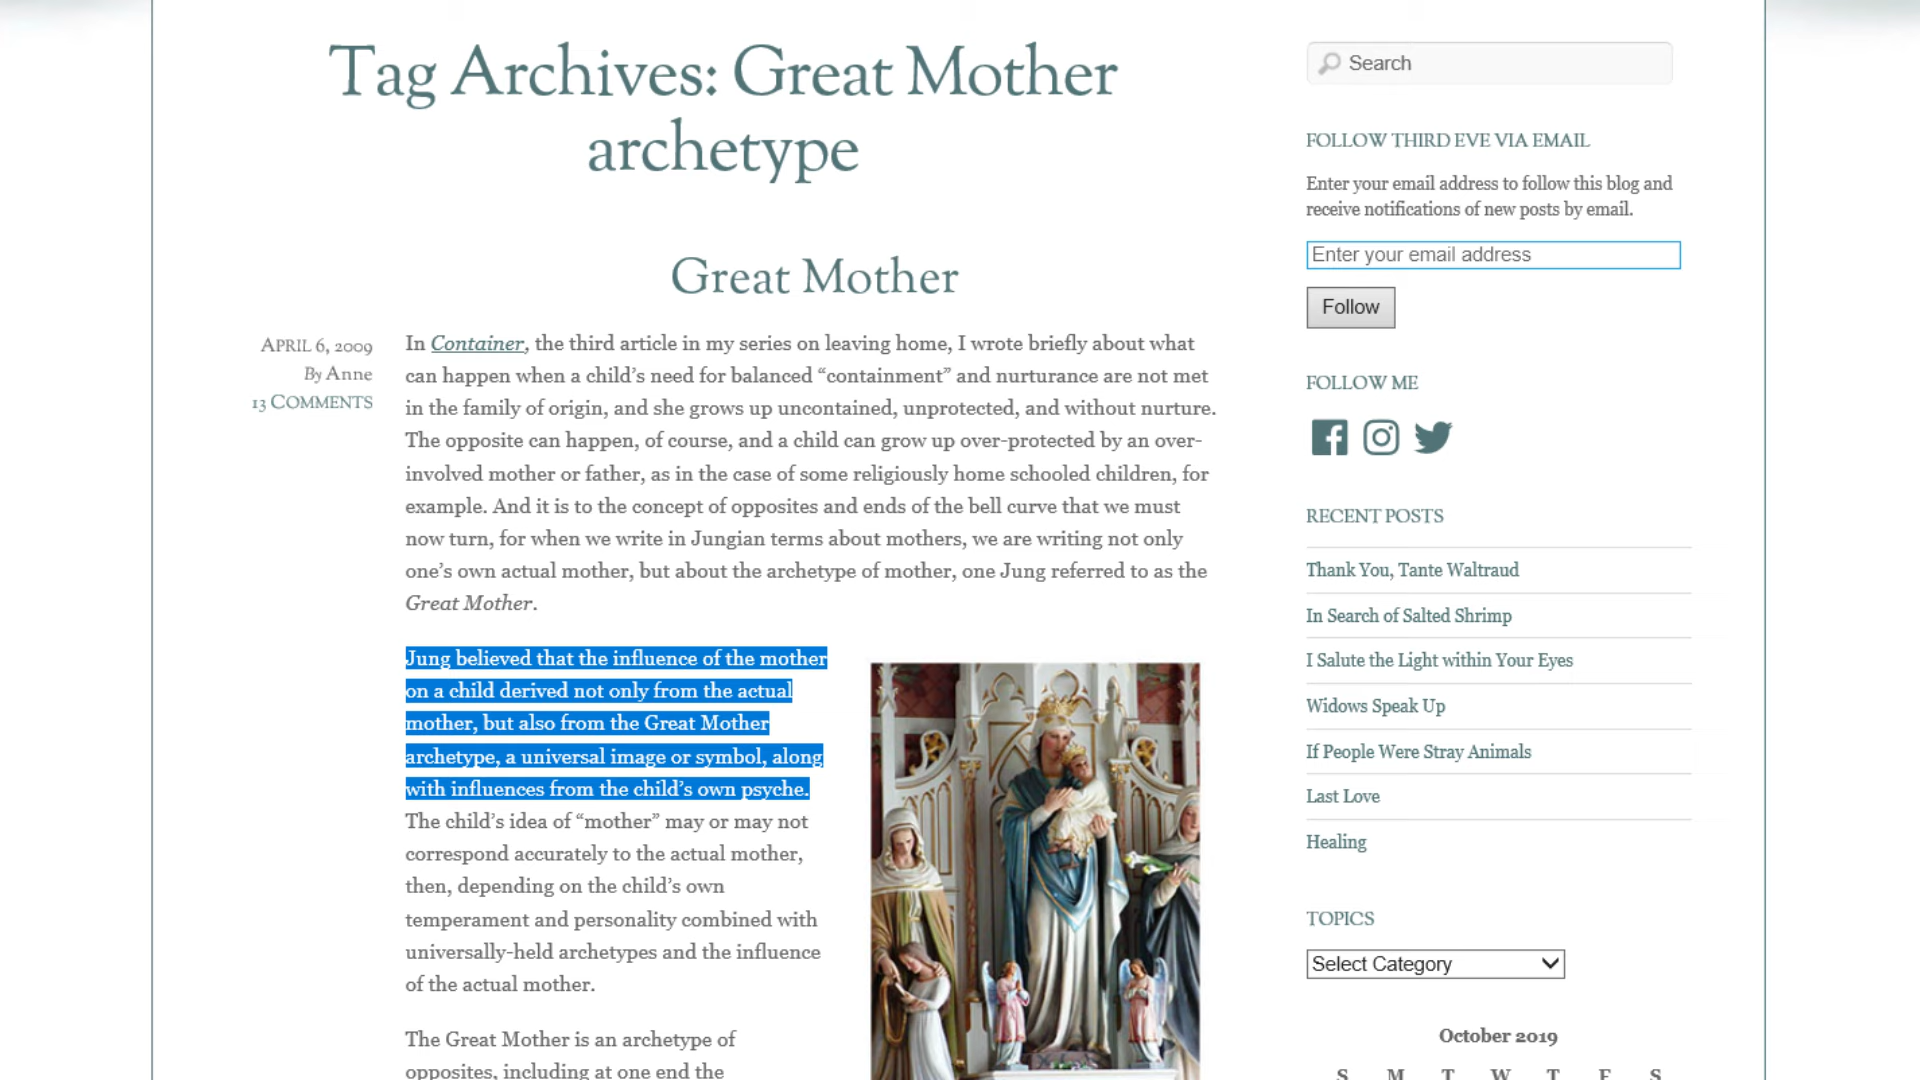 Tag Archives: Great Mother
archetype
Great Mother
APRIL 6, 2009
By Anne
13 COMMENTS
In Container, the third article in my series on leaving home, I wrote briefly about what
can happen when a child’s need for balanced “containment” and nurturance are not met
in the family of origin, and she grows up uncontained, unprotected, and without nurture.
The opposite can happen, of course, and a child can grow up over-protected by an over-
involved mother or father, as in the case of some religiously home schooled children, for
example. And it is to the concept of opposites and ends of the bell curve that we must
now turn, for when we write in Jungian terms about mothers, we are writing not only
one’s own actual mother, but about the archetype of mother, one Jung referred to as the
Great Mother.
Jung believed that the influence of the mother
on a child derived not only from the actual
mother, but also from the Great Mother
archetype, a universal image or symbol, along
with influences from the child’s own psyche.
The child’s idea of “mother” may or may not
correspond accurately to the actual mother,
then, depending on the child’s own
temperament and personality combined with
universally-held archetypes and the influence
of the actual mother.
The Great Mother is an archetype of
opposites, including at one end the
Search
FOLLOW THIRD EVE VIA EMAIL
Enter your email address to follow this blog and
receive notifications of new posts by email.
Enter your email address
Follow
FOLLOW ME
RECENT POSTS
Thank You, Tante Waltraud
In Search of Salted Shrimp
I Salute the Light within Your Eyes
Widows Speak Up
If People Were Stray Animals
Last Love
Healing
TOPICS
Select Category
October 2019
S M T W T F S